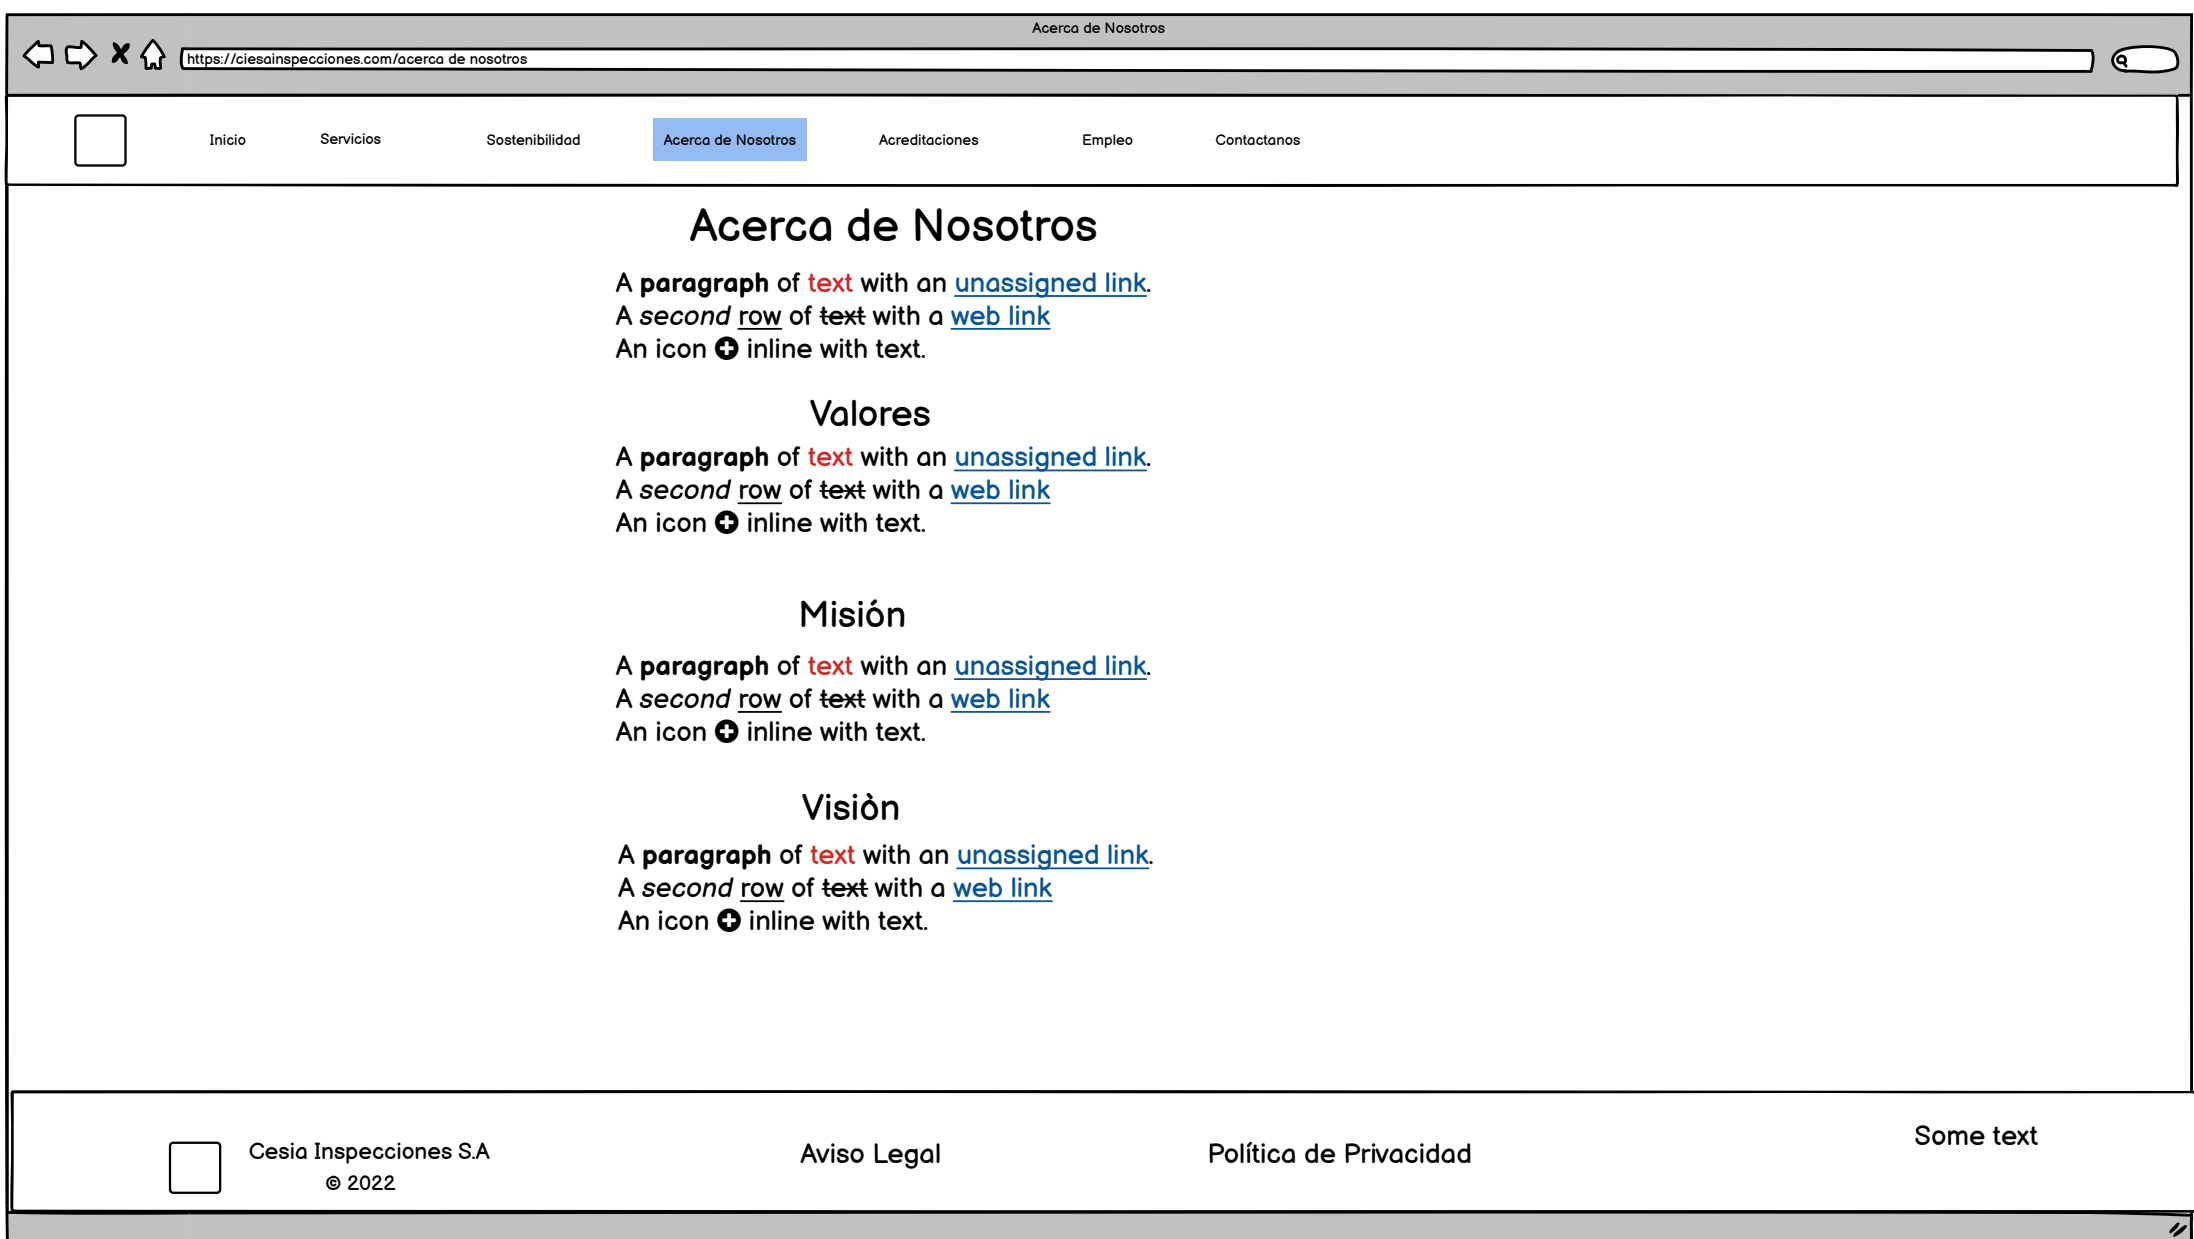 Acerca de Nosotros
https://ciesainspecciones.com/acerca de nosotros
Inicio Servicios Sostenibilidad Acerca de Nosotros Acreditaciones Empleo Contactanos
Acerca de Nosotros
A paragraph of text with an unassigned link.
A second row of text with a web link
An icon inline with text.
Valores
A paragraph of text with an unassigned link.
A second row of text with a web link
An icon inline with text.
Misión
A paragraph of text with an unassigned link.
A second row of text with a web link
An icon inline with text.
Visiòn
A paragraph of text with an unassigned link.
A second row of text with a web link
An icon inline with text.
Cesia Inspecciones S.A
© 2022
Aviso Legal
Política de Privacidad
Some text